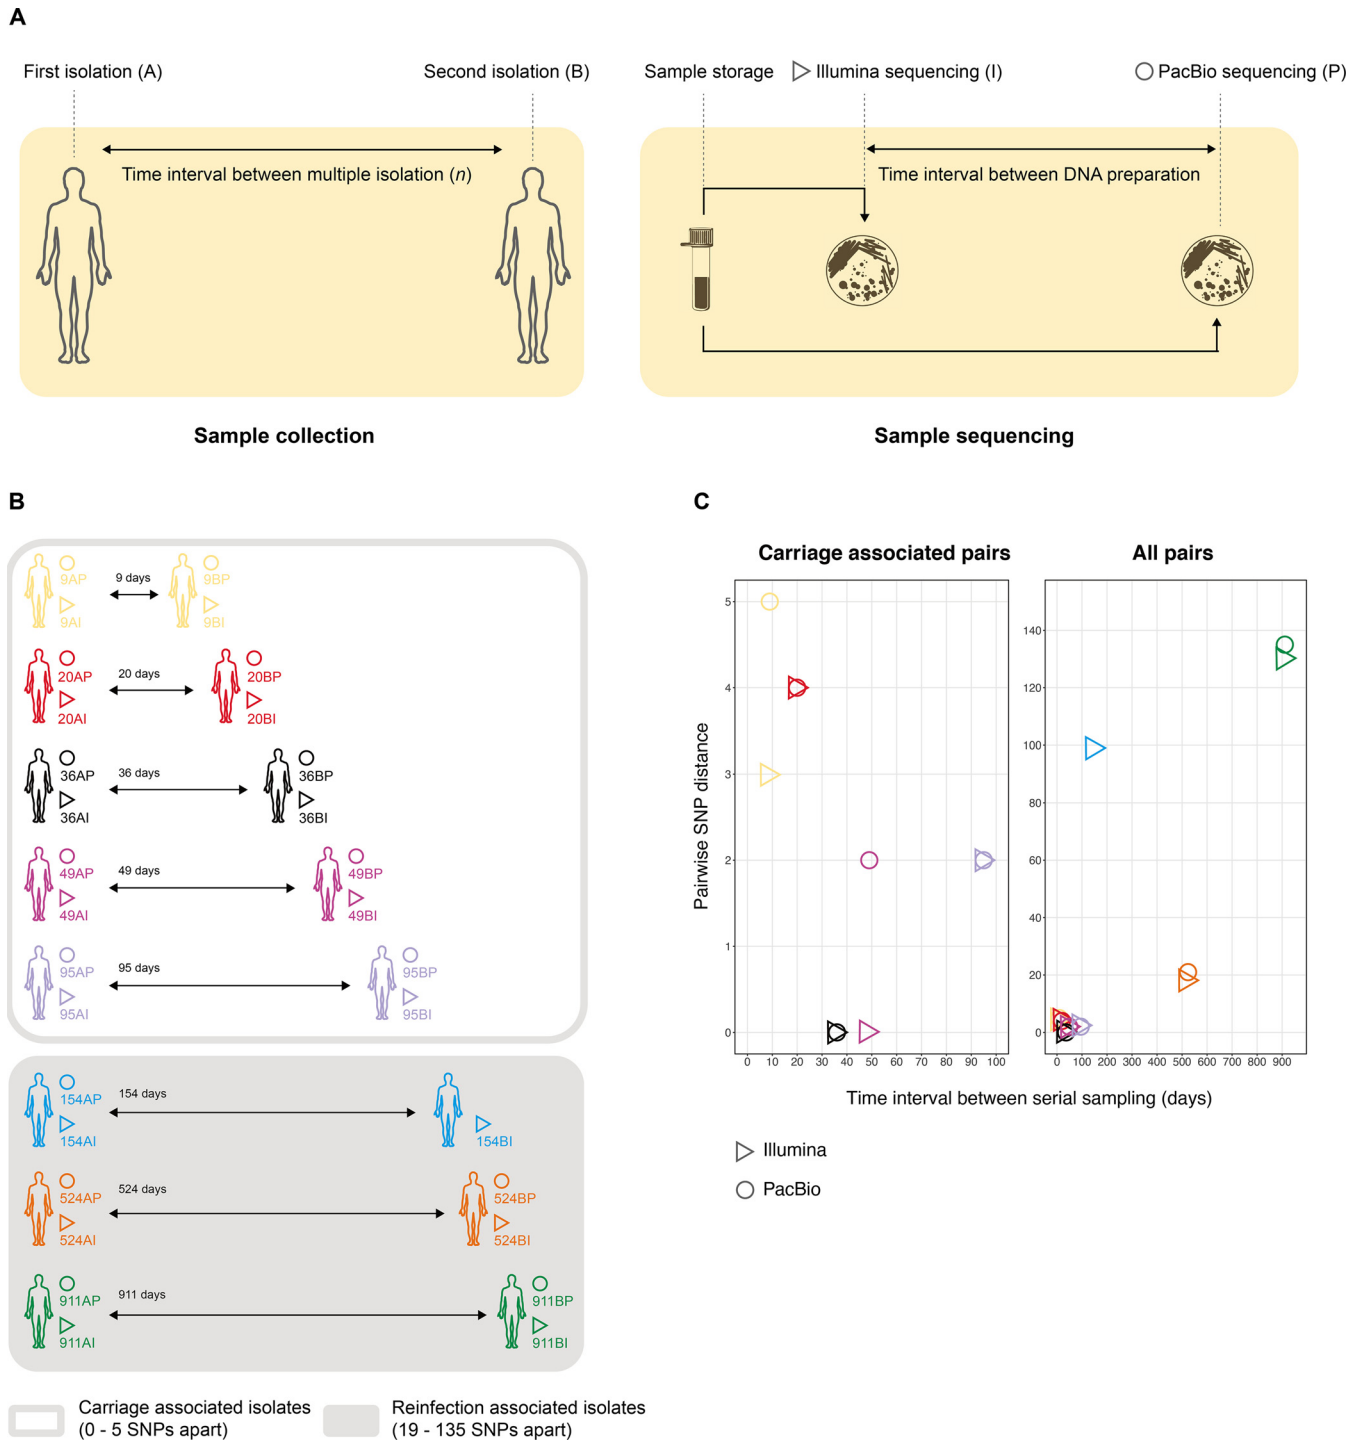 A
First isolation (A)
Second isolation (B)
Sample storage
Illumina sequencing (I)
PacBio sequencing (P)
Time interval between multiple isolation (n)
Time interval between DNA preparation
Sample collection
Sample sequencing
B
9AP
9AI
9 days
9BP
9BI
20AP
20AI
20 days
20BP
20BI
36AP
36AI
36 days
36BP
36BI
49AP
49AI
49 days
49BP
49BI
95AP
95AI
95 days
95BP
95BI
154AP
154AI
154 days
154BI
524AP
524AI
524 days
524BP
524BI
911AP
911AI
911 days
911BP
911BI
Carriage associated isolates
(0 - 5 SNPs apart)
Reinfection associated isolates
(19 - 135 SNPs apart)
C
Carriage associated pairs
All pairs
Pairwise SNP distance
5
4
3
2
1
0
0 10 20 30 40 50 60 70 80 90 100
140
120
100
80
60
40
20
0
0 100 200 300 400 500 600 700 800 900
Time interval between serial sampling (days)
Illumina
PacBio